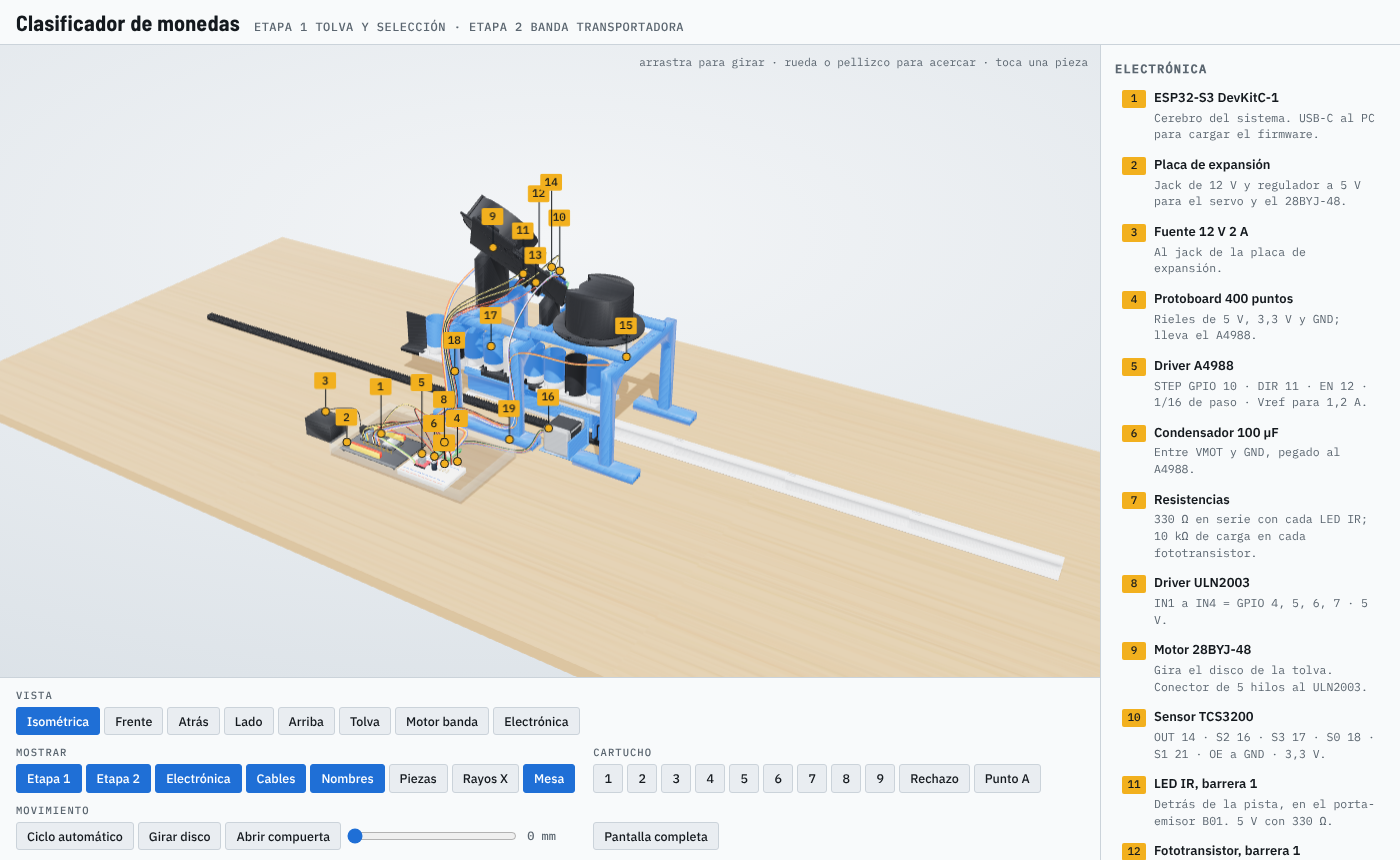 Clasificador de monedas ETAPA 1 TOLVA Y SELECCIÓN · ETAPA 2 BANDA TRANSPORTADORA
arrastra para girar · rueda o pellizco para acercar · toca una pieza
14
12
9
10
11
13
17
15
18
3
1
5
8
16
2
6
4
19
VISTA
Isométrica Frente Atrás Lado Arriba Tolva Motor banda Electrónica
MOSTRAR
Etapa 1 Etapa 2 Electrónica Cables Nombres Piezas Rayos X Mesa
CARTUCHO
1 2 3 4 5 6 7 8 9 Rechazo Punto A
MOVIMIENTO
Ciclo automático Girar disco Abrir compuerta 0 mm
Pantalla completa
ELECTRÓNICA
1 ESP32-S3 DevKitC-1
Cerebro del sistema. USB-C al PC
para cargar el firmware.
2 Placa de expansión
Jack de 12 V y regulador a 5 V
para el servo y el 28BYJ-48.
3 Fuente 12 V 2 A
Al jack de la placa de
expansión.
4 Protoboard 400 puntos
Rieles de 5 V, 3,3 V y GND;
lleva el A4988.
5 Driver A4988
STEP GPIO 10 · DIR 11 · EN 12 ·
1/16 de paso · Vref para 1,2 A.
6 Condensador 100 µF
Entre VMOT y GND, pegado al
A4988.
7 Resistencias
330 Ω en serie con cada LED IR;
10 kΩ de carga en cada
fototransistor.
8 Driver ULN2003
IN1 a IN4 = GPIO 4, 5, 6, 7 · 5
V.
9 Motor 28BYJ-48
Gira el disco de la tolva.
Conector de 5 hilos al ULN2003.
10 Sensor TCS3200
OUT 14 · S2 16 · S3 17 · S0 18 ·
S1 21 · OE a GND · 3,3 V.
11 LED IR, barrera 1
Detrás de la pista, en el porta-
emisor B01. 5 V con 330 Ω.
12 Fototransistor, barrera 1